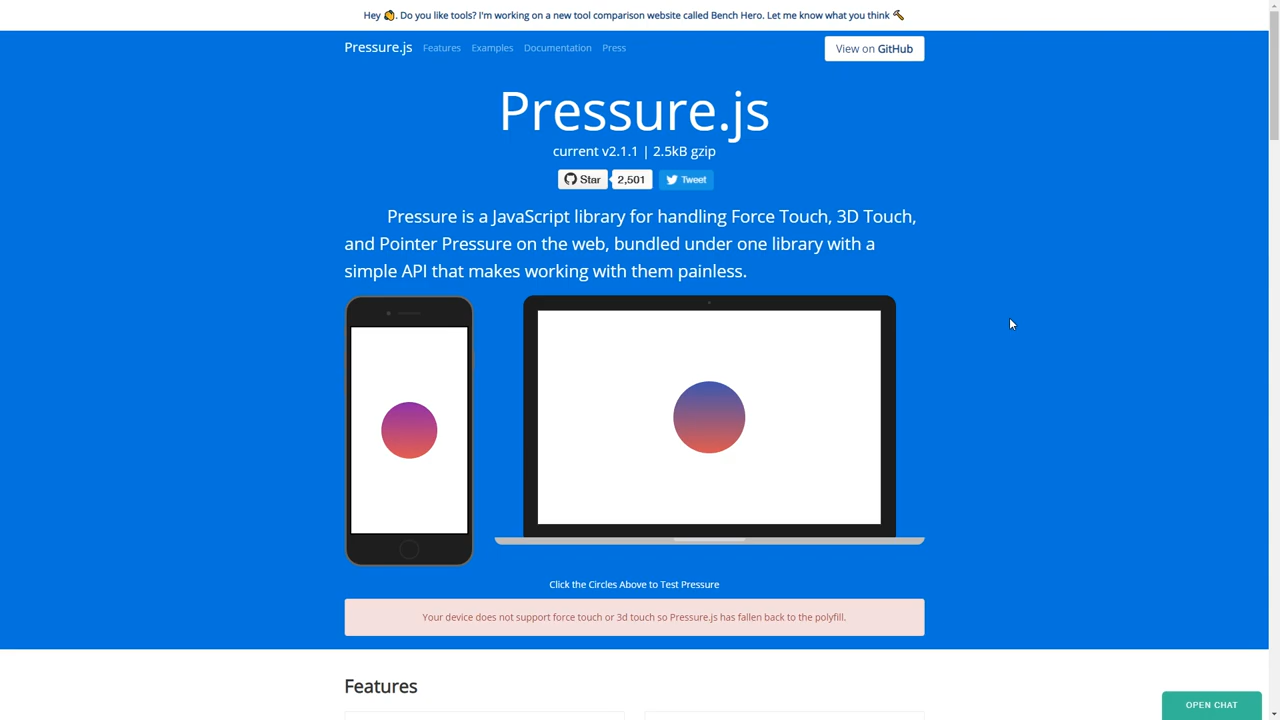 Hey 👋. Do you like tools? I'm working on a new tool comparison website called Bench Hero. Let me know what you think 🔨
Pressure.js Features Examples Documentation Press View on GitHub
Pressure.js
current v2.1.1 | 2.5kB gzip
Star 2,501 Tweet
Pressure is a JavaScript library for handling Force Touch, 3D Touch,
and Pointer Pressure on the web, bundled under one library with a
simple API that makes working with them painless.
Click the Circles Above to Test Pressure
Your device does not support force touch or 3d touch so Pressure.js has fallen back to the polyfill.
Features
OPEN CHAT